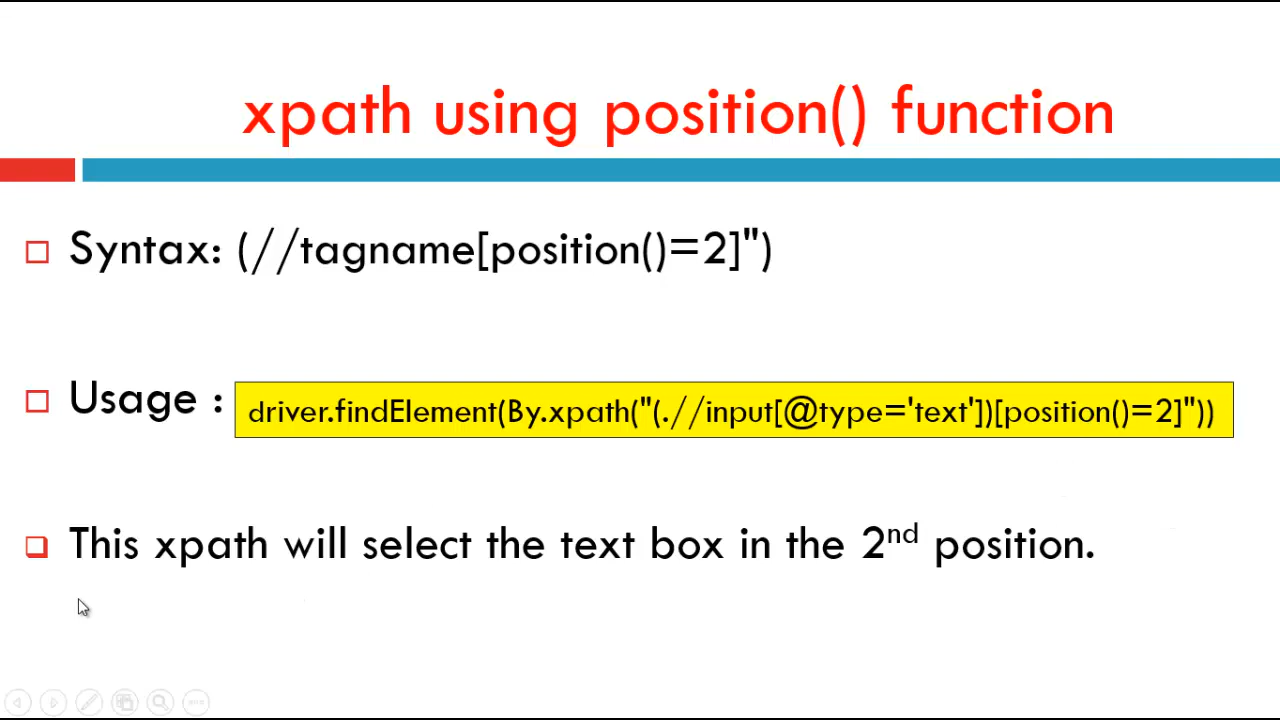 xpath using position() function
Syntax: (//tagname[position()=2]")
Usage : driver.findElement(By.xpath("(.//input[@type='text'])[position()=2]"))
This xpath will select the text box in the 2nd position.